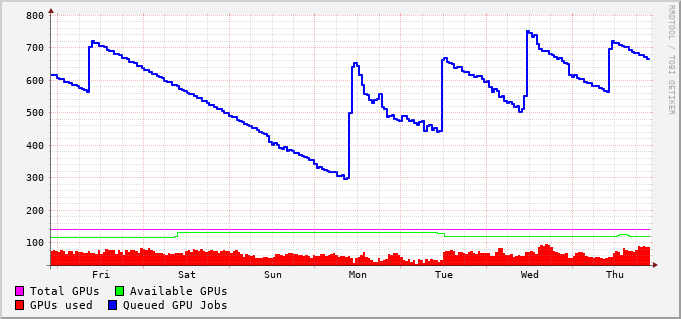 800
700
600
500
400
300
200
100
Fri Sat Sun Mon Tue Wed Thu
Total GPUs Available GPUs
GPUs used Queued GPU Jobs
RRDTOOL / TOBI OETIKER